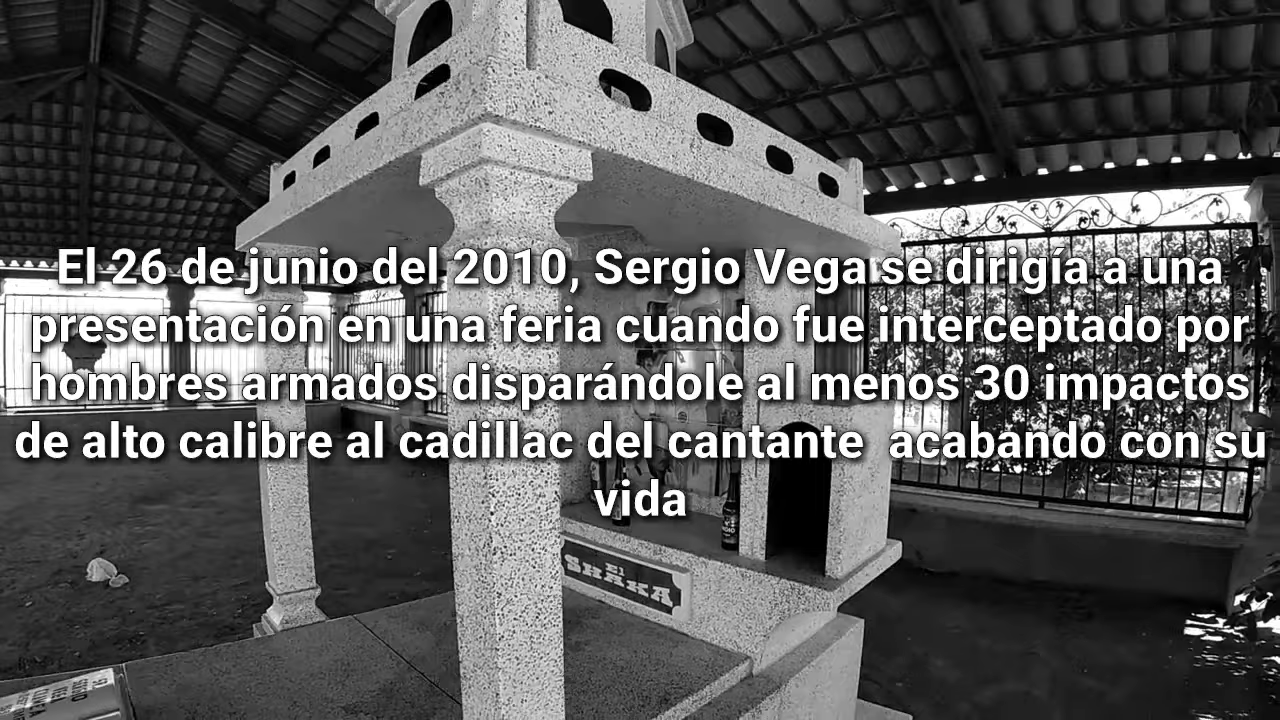 El 26 de junio del 2010, Sergio Vega se dirigía a una
presentación en una feria cuando fue interceptado por
hombres armados disparándole al menos 30 impactos
de alto calibre al cadillac del cantante  acabando con su
vida
El
SHAKA